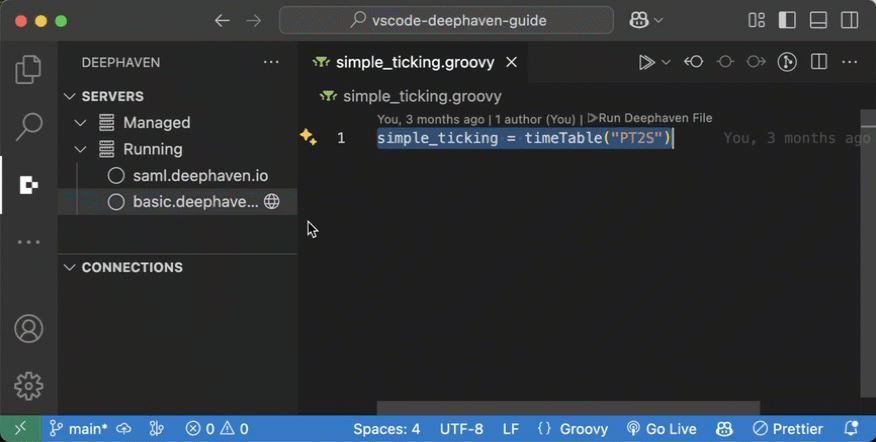 vscode-deephaven-guide
DEEPHAVEN
simple_ticking.groovy
SERVERS
simple_ticking.groovy
Managed
You, 3 months ago | 1 author (You) | Run Deephaven File
1 simple_ticking = timeTable("PT2S") You, 3 months ago
Running
saml.deephaven.io
basic.deephave...
CONNECTIONS
main* 0 0 Spaces: 4 UTF-8 LF {} Groovy Go Live Prettier